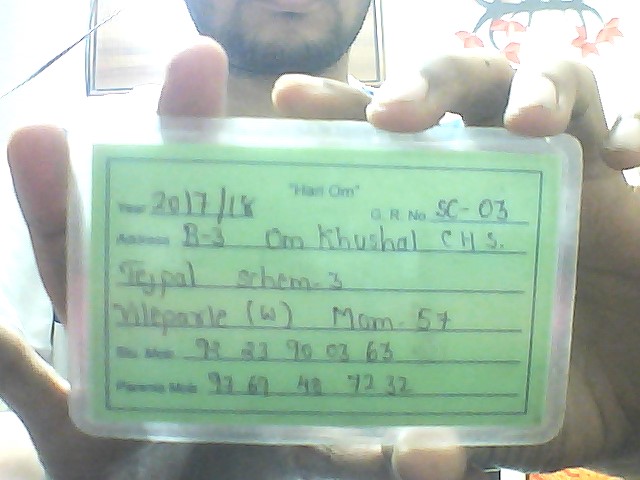 "Hari Om"
Year 2017/18 G. R. No. SC-03
Address B-3 Om Khushal C H S.
Tejpal schem-3
Vileparle (W) Mum-57
Stu. Mob. 92 23 90 03 63
Parents Mob. 97 69 48 72 32